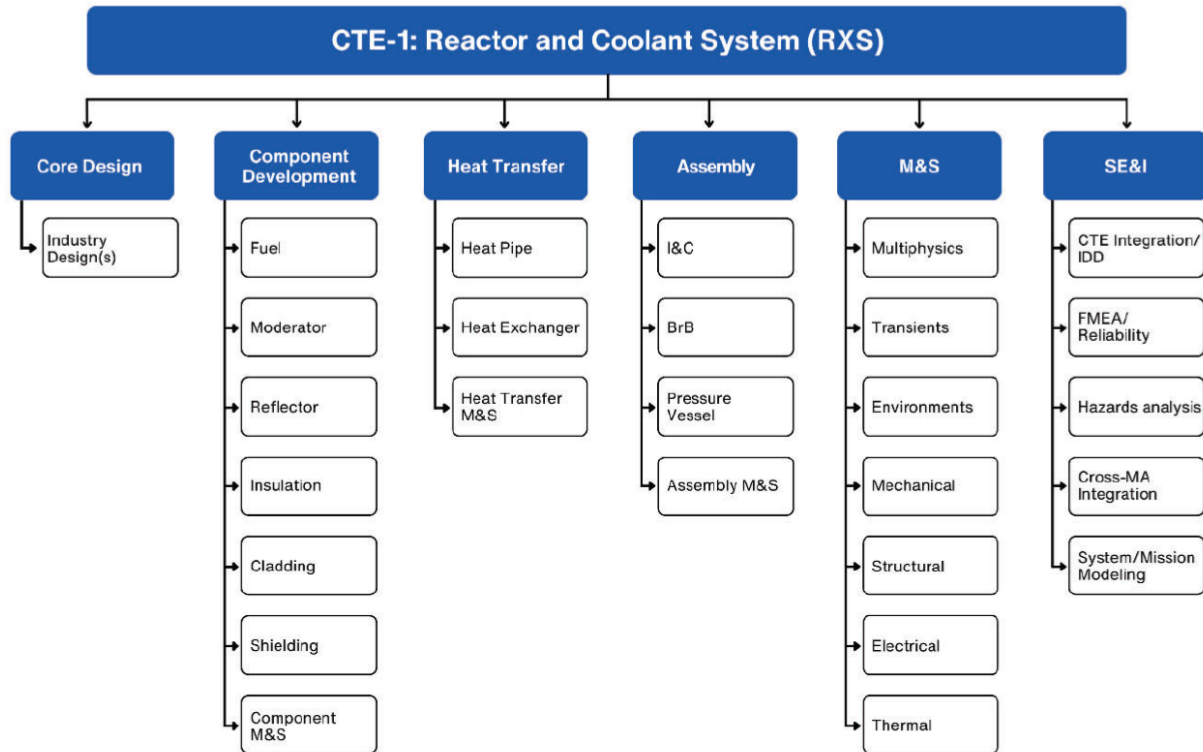 CTE-1: Reactor and Coolant System (RXS)
Core Design
Industry
Design(s)
Component
Development
Fuel
Moderator
Reflector
Insulation
Cladding
Shielding
Component
M&S
Heat Transfer
Heat Pipe
Heat Exchanger
Heat Transfer
M&S
Assembly
I&C
BrB
Pressure
Vessel
Assembly M&S
M&S
Multiphysics
Transients
Environments
Mechanical
Structural
Electrical
Thermal
SE&I
CTE Integration/
IDD
FMEA/
Reliability
Hazards analysis
Cross-MA
Integration
System/Mission
Modeling